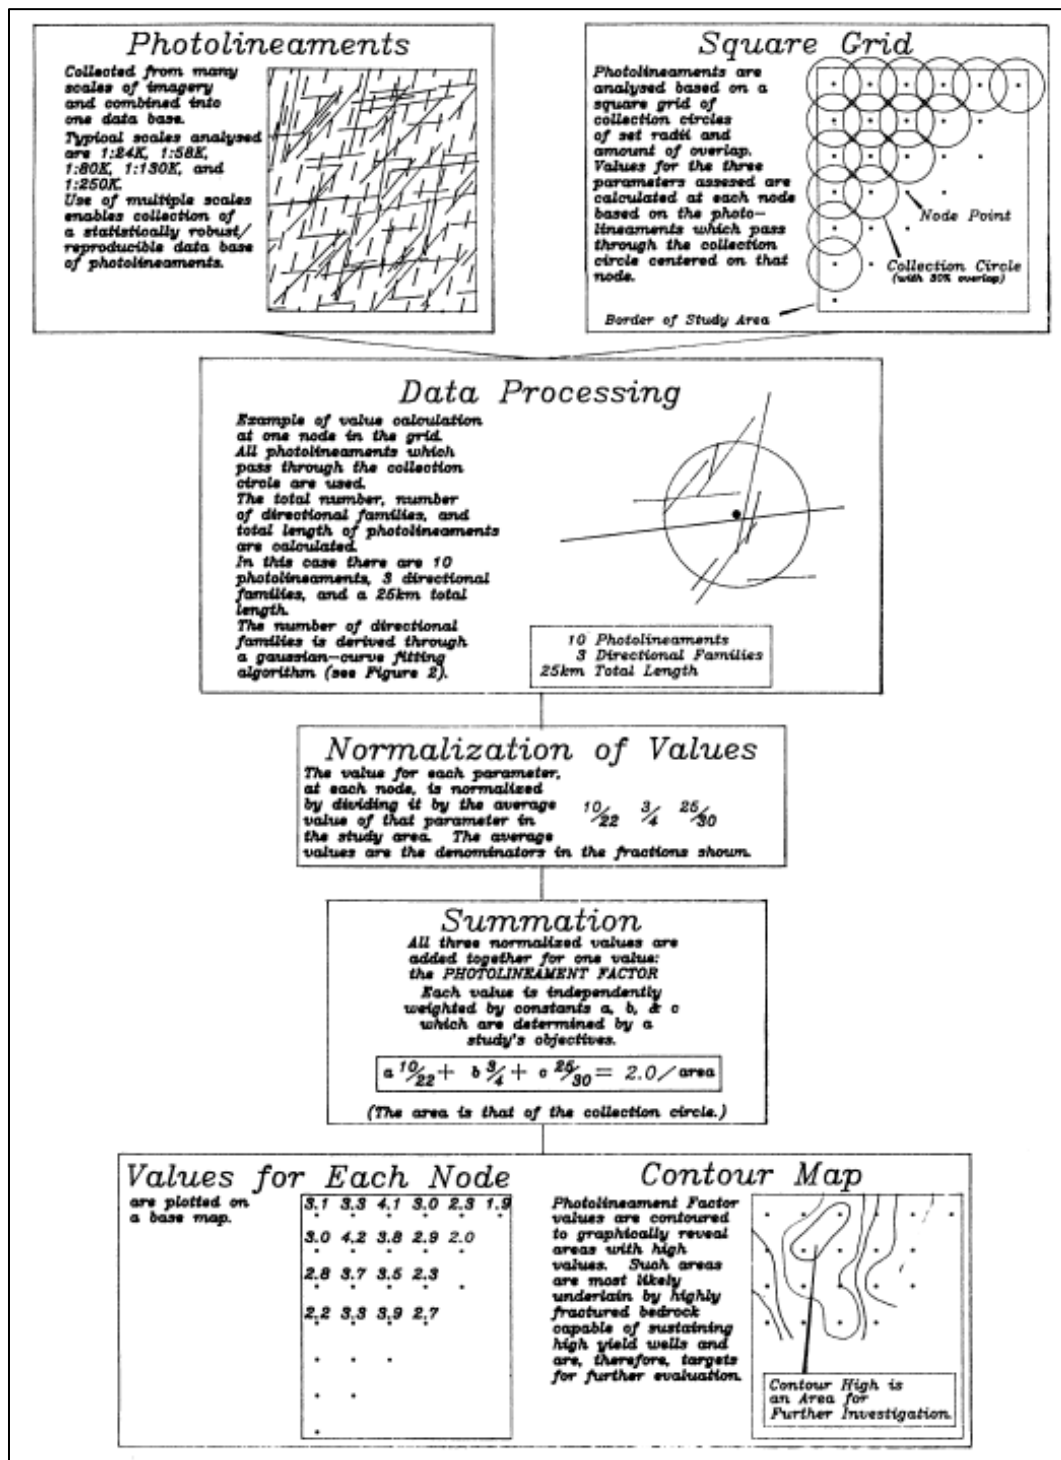 Photolineaments
Collected from many
scales of imagery
and combined into
one data base.
Typical scales analysed
are 1:24K, 1:58K,
1:80K, 1:130K, and
1:250K.
Use of multiple scales
enables collection of
a statistically robust/
reproducible data base
of photolineaments.
Square Grid
Photolineaments are
analysed based on a
square grid of
collection circles
of set radii and
amount of overlap.
Values for the three
parameters assesed are
calculated at each node
based on the photo-
lineaments which pass
through the collection
circle centered on that
node.
Node Point
Collection Circle
(with 30% overlap)
Border of Study Area
Data Processing
Example of value calculation
at one node in the grid.
All photolineaments which
pass through the collection
circle are used.
The total number, number
of directional families, and
total length of photolineaments
are calculated.
In this case there are 10
photolineaments, 3 directional
families, and a 25km total
length.
The number of directional
families is derived through
a gaussian-curve fitting
algorithm (see Figure 2).
10 Photolineaments
3 Directional Families
25km Total Length
Normalization of Values
The value for each parameter,
at each node, is normalized
by dividing it by the average
value of that parameter in
the study area. The average
values are the denominators in the fractions shown.
10/22 3/4 25/30
Summation
All three normalized values are
added together for one value:
the PHOTOLINEAMENT FACTOR
Each value is independently
weighted by constants a, b, & c
which are determined by a
study's objectives.
a 10/22 + b 3/4 + c 25/30 = 2.0/area
(The area is that of the collection circle.)
Values for Each Node
are plotted on
a base map.
3.1 3.3 4.1 3.0 2.3 1.9
3.0 4.2 3.8 2.9 2.0
2.8 3.7 3.5 2.3
2.2 3.3 3.9 2.7
Contour Map
Photolineament Factor
values are contoured
to graphically reveal
areas with high
values. Such areas
are most likely
underlain by highly
fractured bedrock
capable of sustaining
high yield wells and
are, therefore, targets
for further evaluation.
Contour High is
an Area for
Further Investigation.